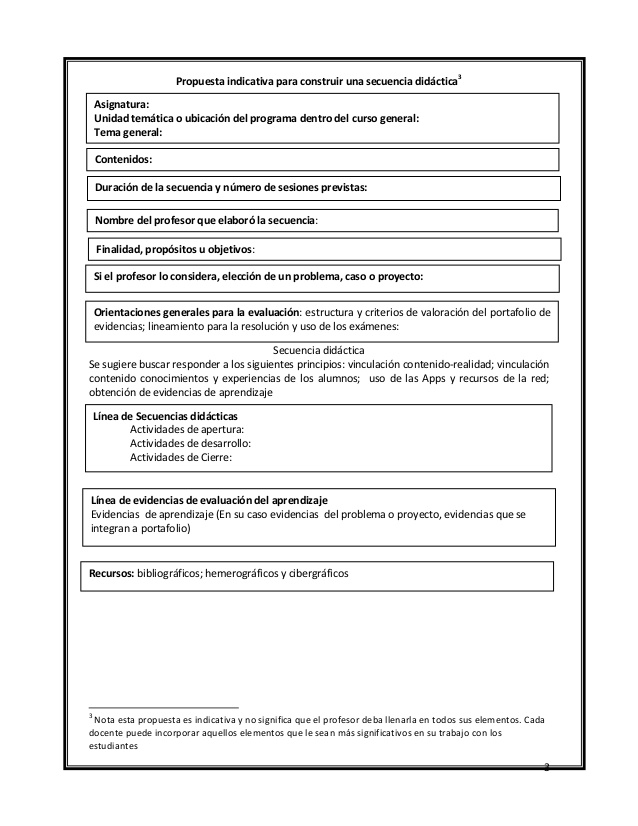 Propuesta indicativa para construir una secuencia didáctica3
Asignatura:
Unidad temática o ubicación del programa dentro del curso general:
Tema general:
Contenidos:
Duración de la secuencia y número de sesiones previstas:
Nombre del profesor que elaboró la secuencia:
Finalidad, propósitos u objetivos:
Si el profesor lo considera, elección de un problema, caso o proyecto:
Orientaciones generales para la evaluación: estructura y criterios de valoración del portafolio de
evidencias; lineamiento para la resolución y uso de los exámenes:
Secuencia didáctica
Se sugiere buscar responder a los siguientes principios: vinculación contenido-realidad; vinculación
contenido conocimientos y experiencias de los alumnos; uso de las Apps y recursos de la red;
obtención de evidencias de aprendizaje
Línea de Secuencias didácticas
Actividades de apertura:
Actividades de desarrollo:
Actividades de Cierre:
Línea de evidencias de evaluación del aprendizaje
Evidencias de aprendizaje (En su caso evidencias del problema o proyecto, evidencias que se
integran a portafolio)
Recursos: bibliográficos; hemerográficos y cibergráficos
3 Nota esta propuesta es indicativa y no significa que el profesor deba llenarla en todos sus elementos. Cada
docente puede incorporar aquellos elementos que le sean más significativos en su trabajo con los
estudiantes
3